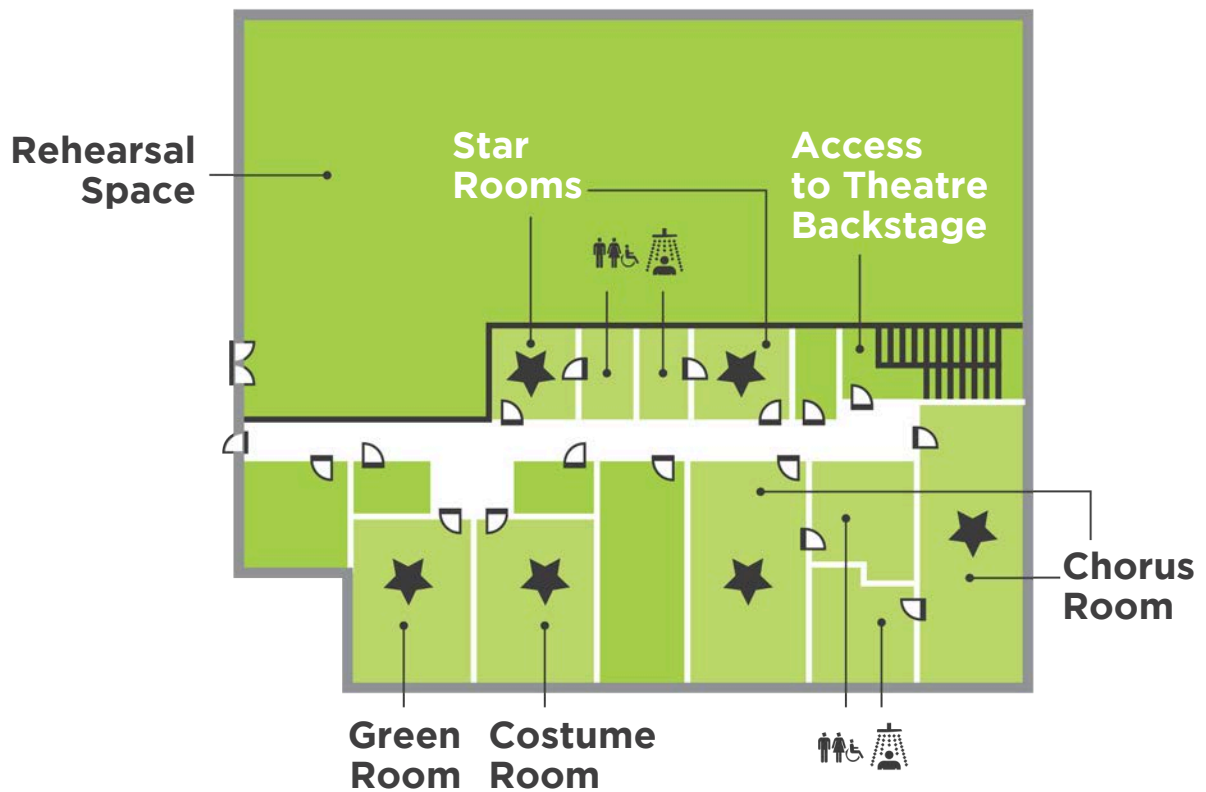 Rehearsal
Space
Star
Rooms
Access
to Theatre
Backstage
Chorus
Room
Green
Room
Costume
Room